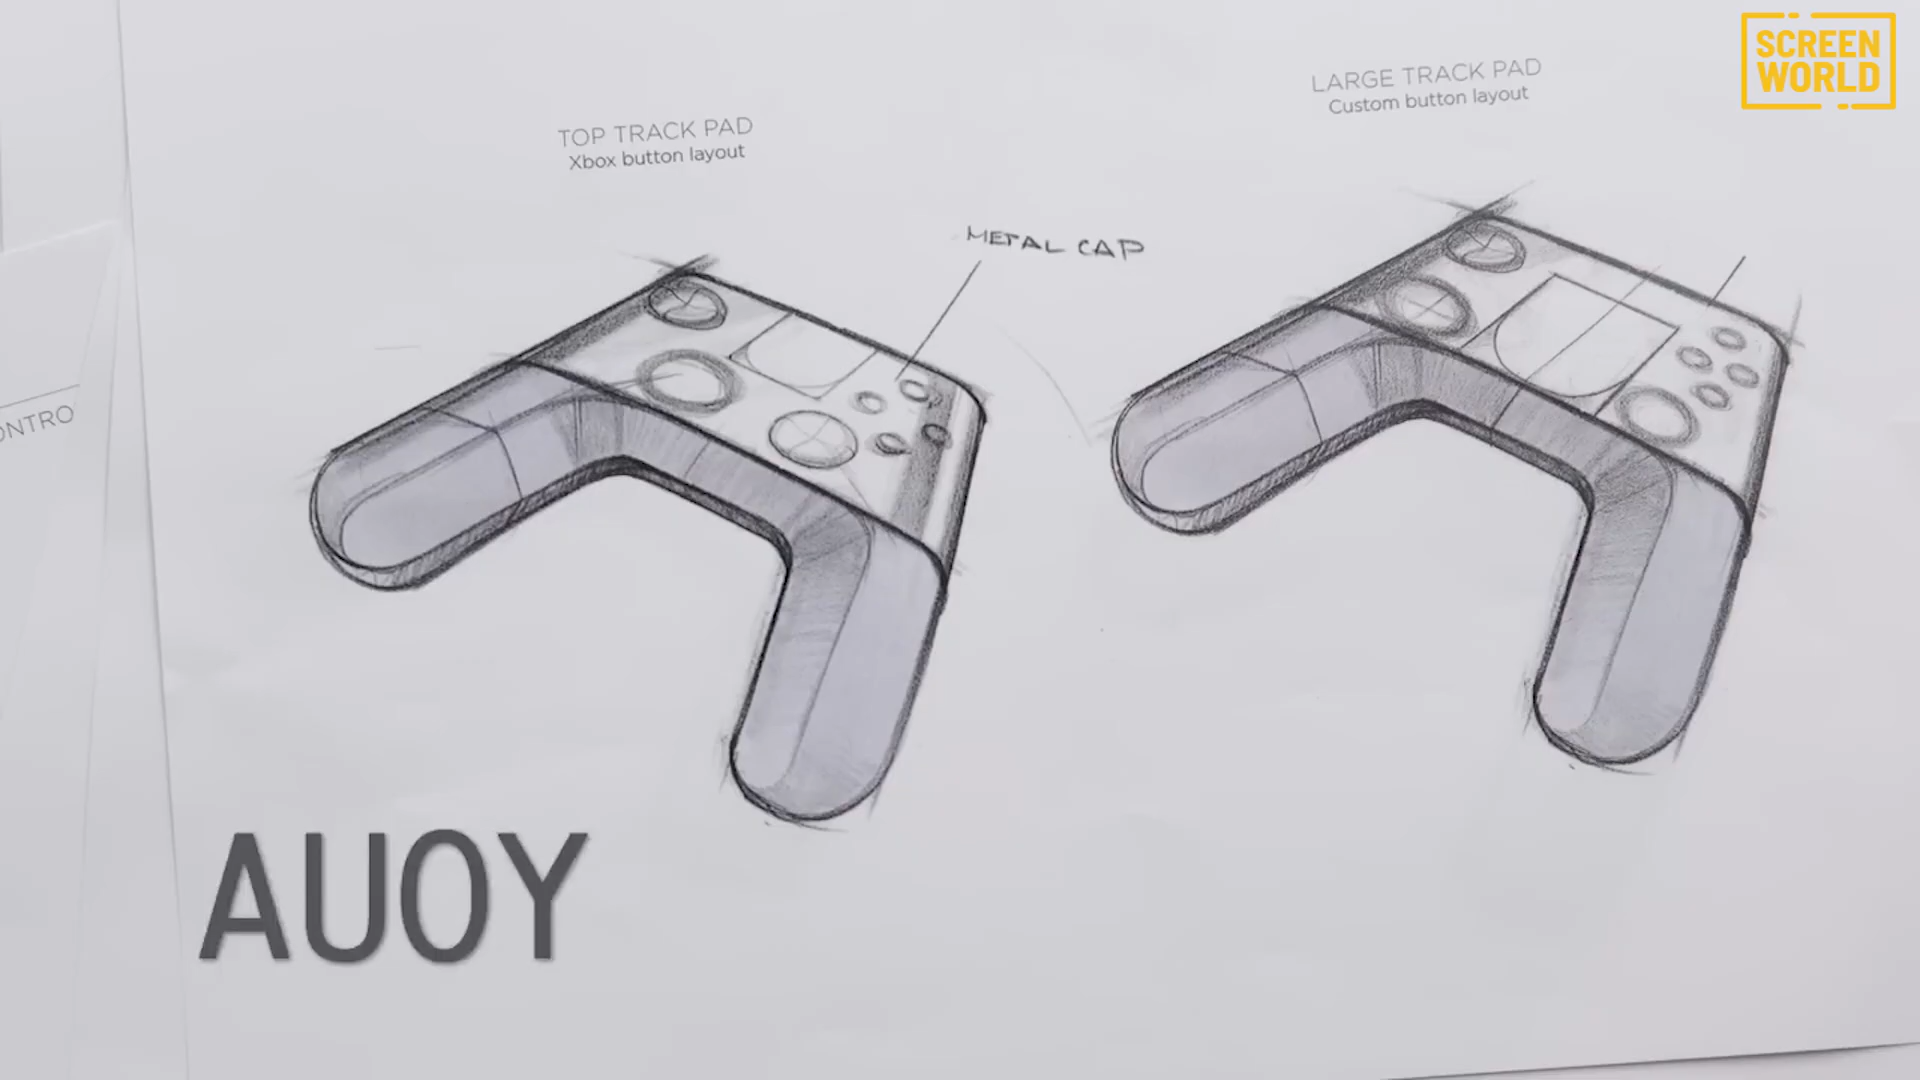 SCREEN
WORLD
LARGE TRACK PAD
Custom button layout
TOP TRACK PAD
Xbox button layout
METAL CAP
ONTRO
AUOY